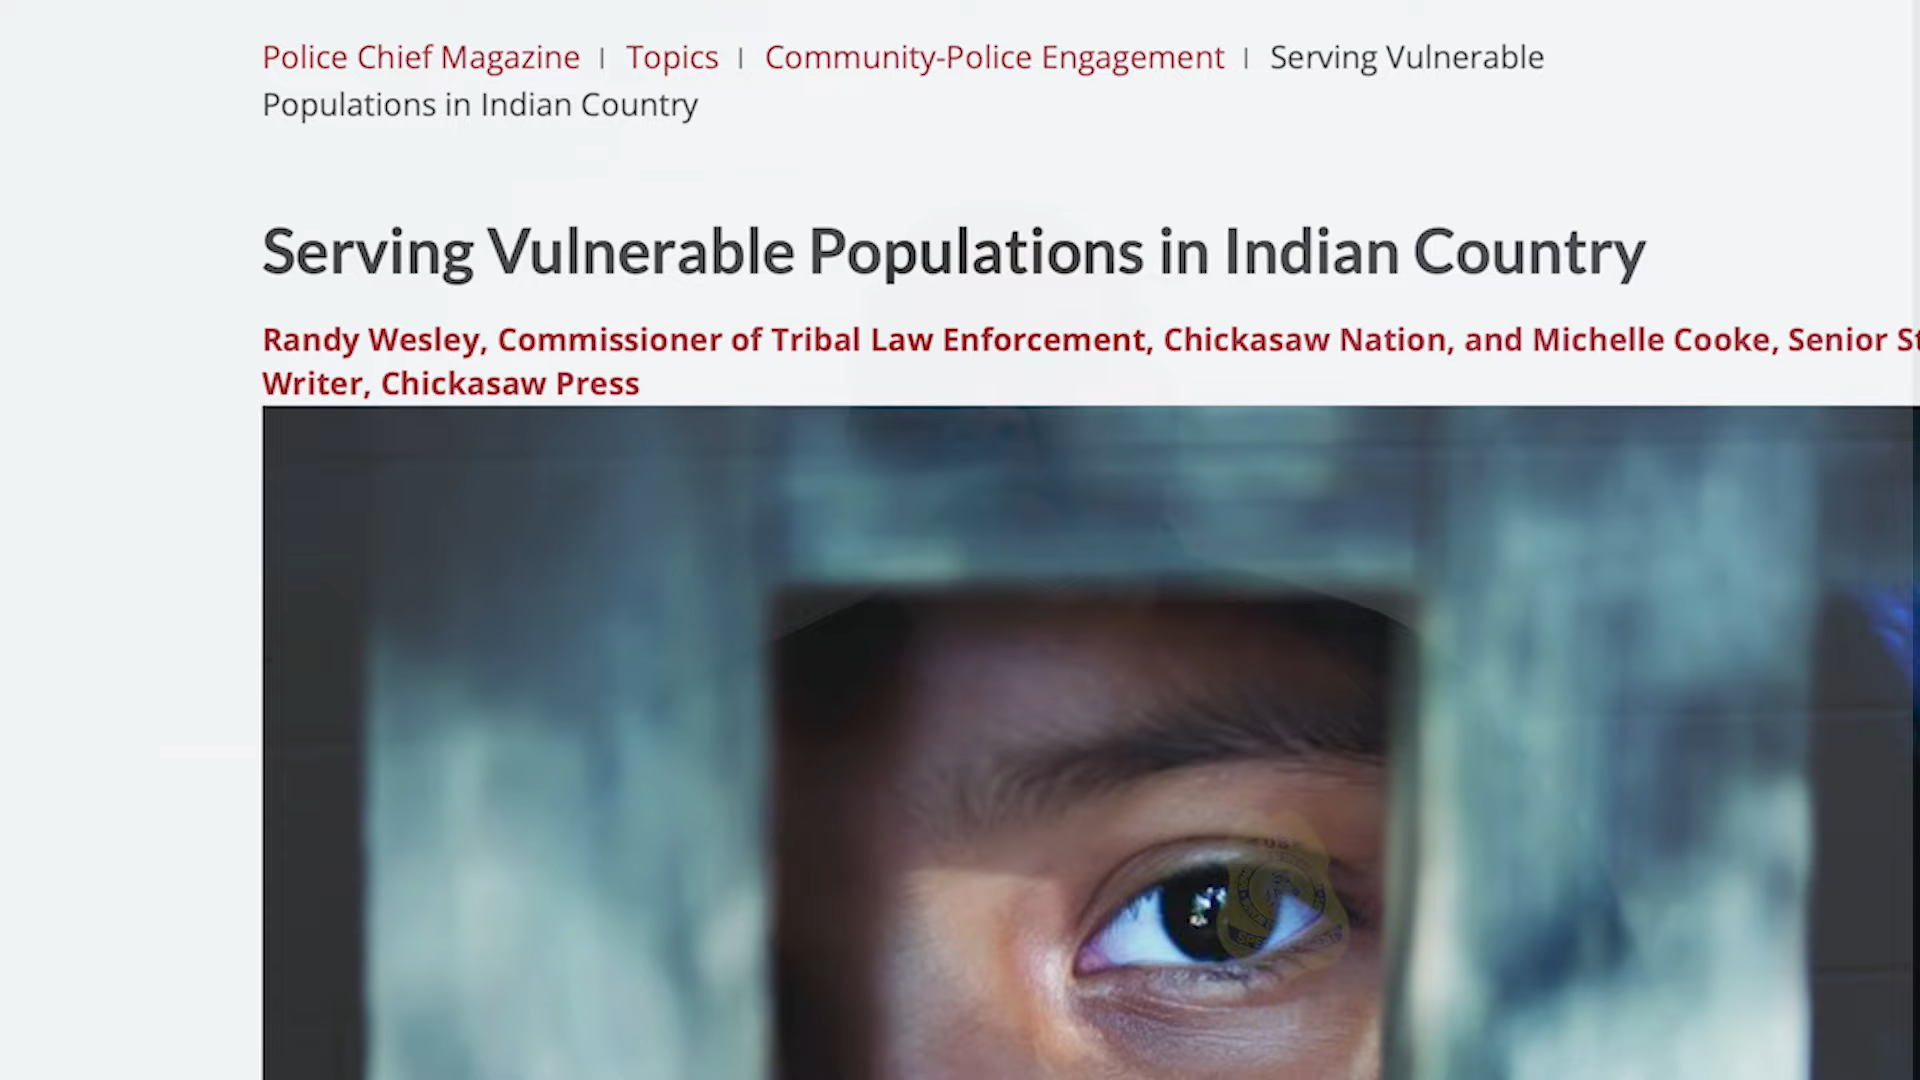 Police Chief Magazine | Topics | Community-Police Engagement | Serving Vulnerable
Populations in Indian Country
Serving Vulnerable Populations in Indian Country
Randy Wesley, Commissioner of Tribal Law Enforcement, Chickasaw Nation, and Michelle Cooke, Senior
Writer, Chickasaw Press